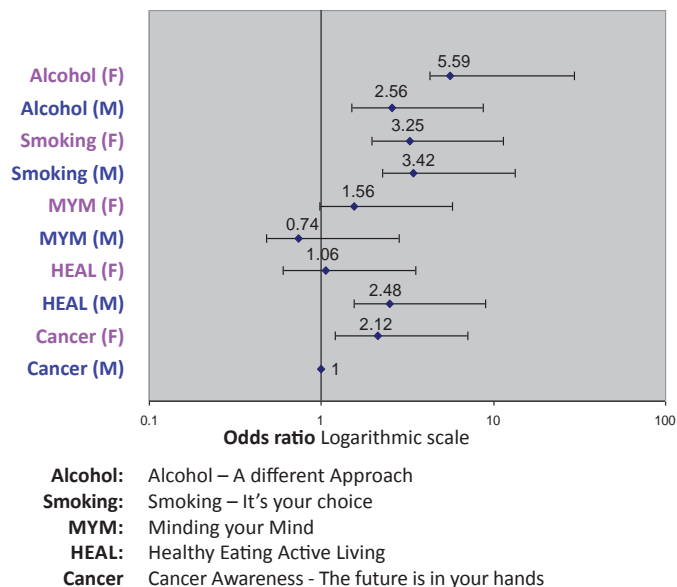 Alcohol (F) 5.59
Alcohol (M) 2.56
Smoking (F) 3.25
Smoking (M) 3.42
MYM (F) 1.56
MYM (M) 0.74
HEAL (F) 1.06
HEAL (M) 2.48
Cancer (F) 2.12
Cancer (M) 1
0.1 1 10 100
Odds ratio Logarithmic scale
Alcohol: Alcohol – A different Approach
Smoking: Smoking – It's your choice
MYM: Minding your Mind
HEAL: Healthy Eating Active Living
Cancer Cancer Awareness - The future is in your hands